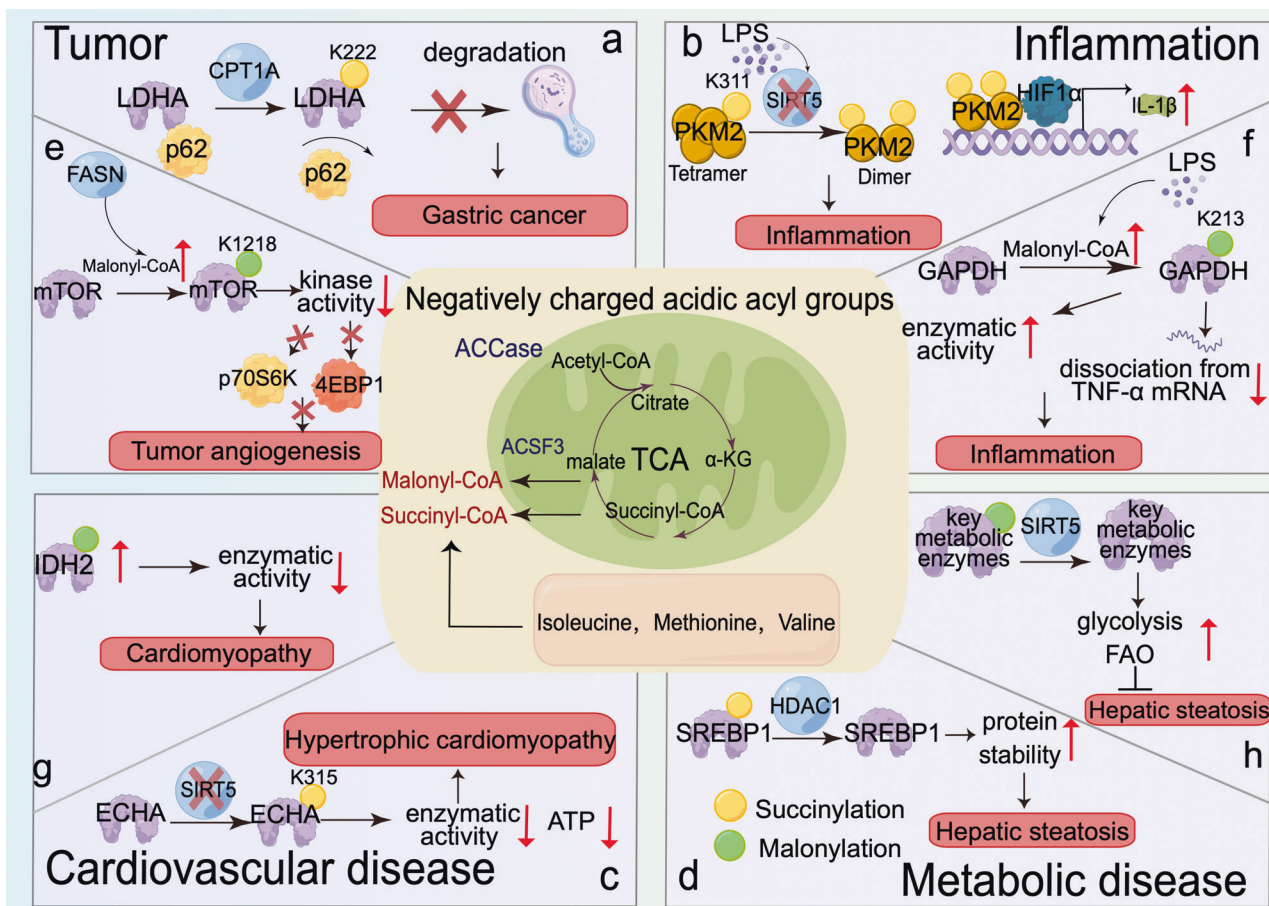 Tumor
a
CPT1A
K222
LDHA
LDHA
degradation
p62
p62
Gastric cancer
e
FASN
Malonyl-CoA
K1218
mTOR
mTOR
kinase
activity
p70S6K
4EBP1
Tumor angiogenesis
b
Inflammation
LPS
K311
SIRT5
PKM2
PKM2
Tetramer
Dimer
PKM2
HIF1α
IL-1β
Inflammation
f
LPS
K213
Malonyl-CoA
GAPDH
GAPDH
enzymatic
activity
dissociation from
TNF-α mRNA
Inflammation
Negatively charged acidic acyl groups
ACCase
Acetyl-CoA
Citrate
ACSF3
malate
TCA
α-KG
Malonyl-CoA
Succinyl-CoA
Succinyl-CoA
Isoleucine, Methionine, Valine
IDH2
enzymatic
activity
Cardiomyopathy
g
Hypertrophic cardiomyopathy
SIRT5
K315
ECHA
ECHA
enzymatic
activity
ATP
Cardiovascular disease
c
key
metabolic
enzymes
SIRT5
key
metabolic
enzymes
glycolysis
FAO
Hepatic steatosis
h
SREBP1
HDAC1
SREBP1
protein
stability
Hepatic steatosis
Succinylation
Malonylation
d
Metabolic disease